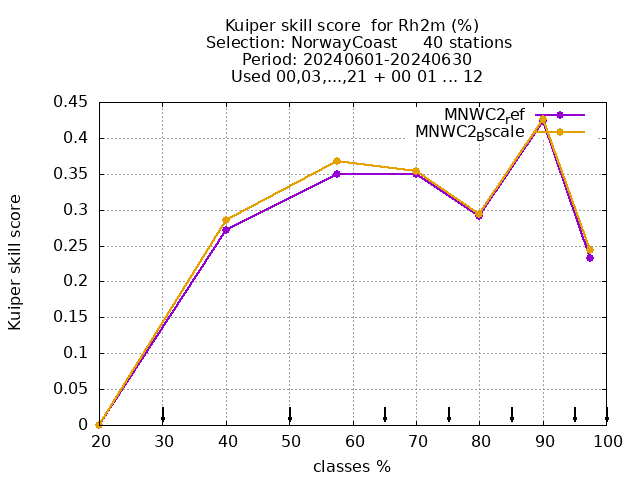 Kuiper skill score  for Rh2m (%)
Selection: NorwayCoast     40 stations
Period: 20240601-20240630
Used 00,03,...,21 + 00 01 ... 12
MNWC2ref
MNWC2Bscale
0.45
0.4
0.35
0.3
0.25
0.2
0.15
0.1
0.05
0
Kuiper skill score
20 30 40 50 60 70 80 90 100
classes %